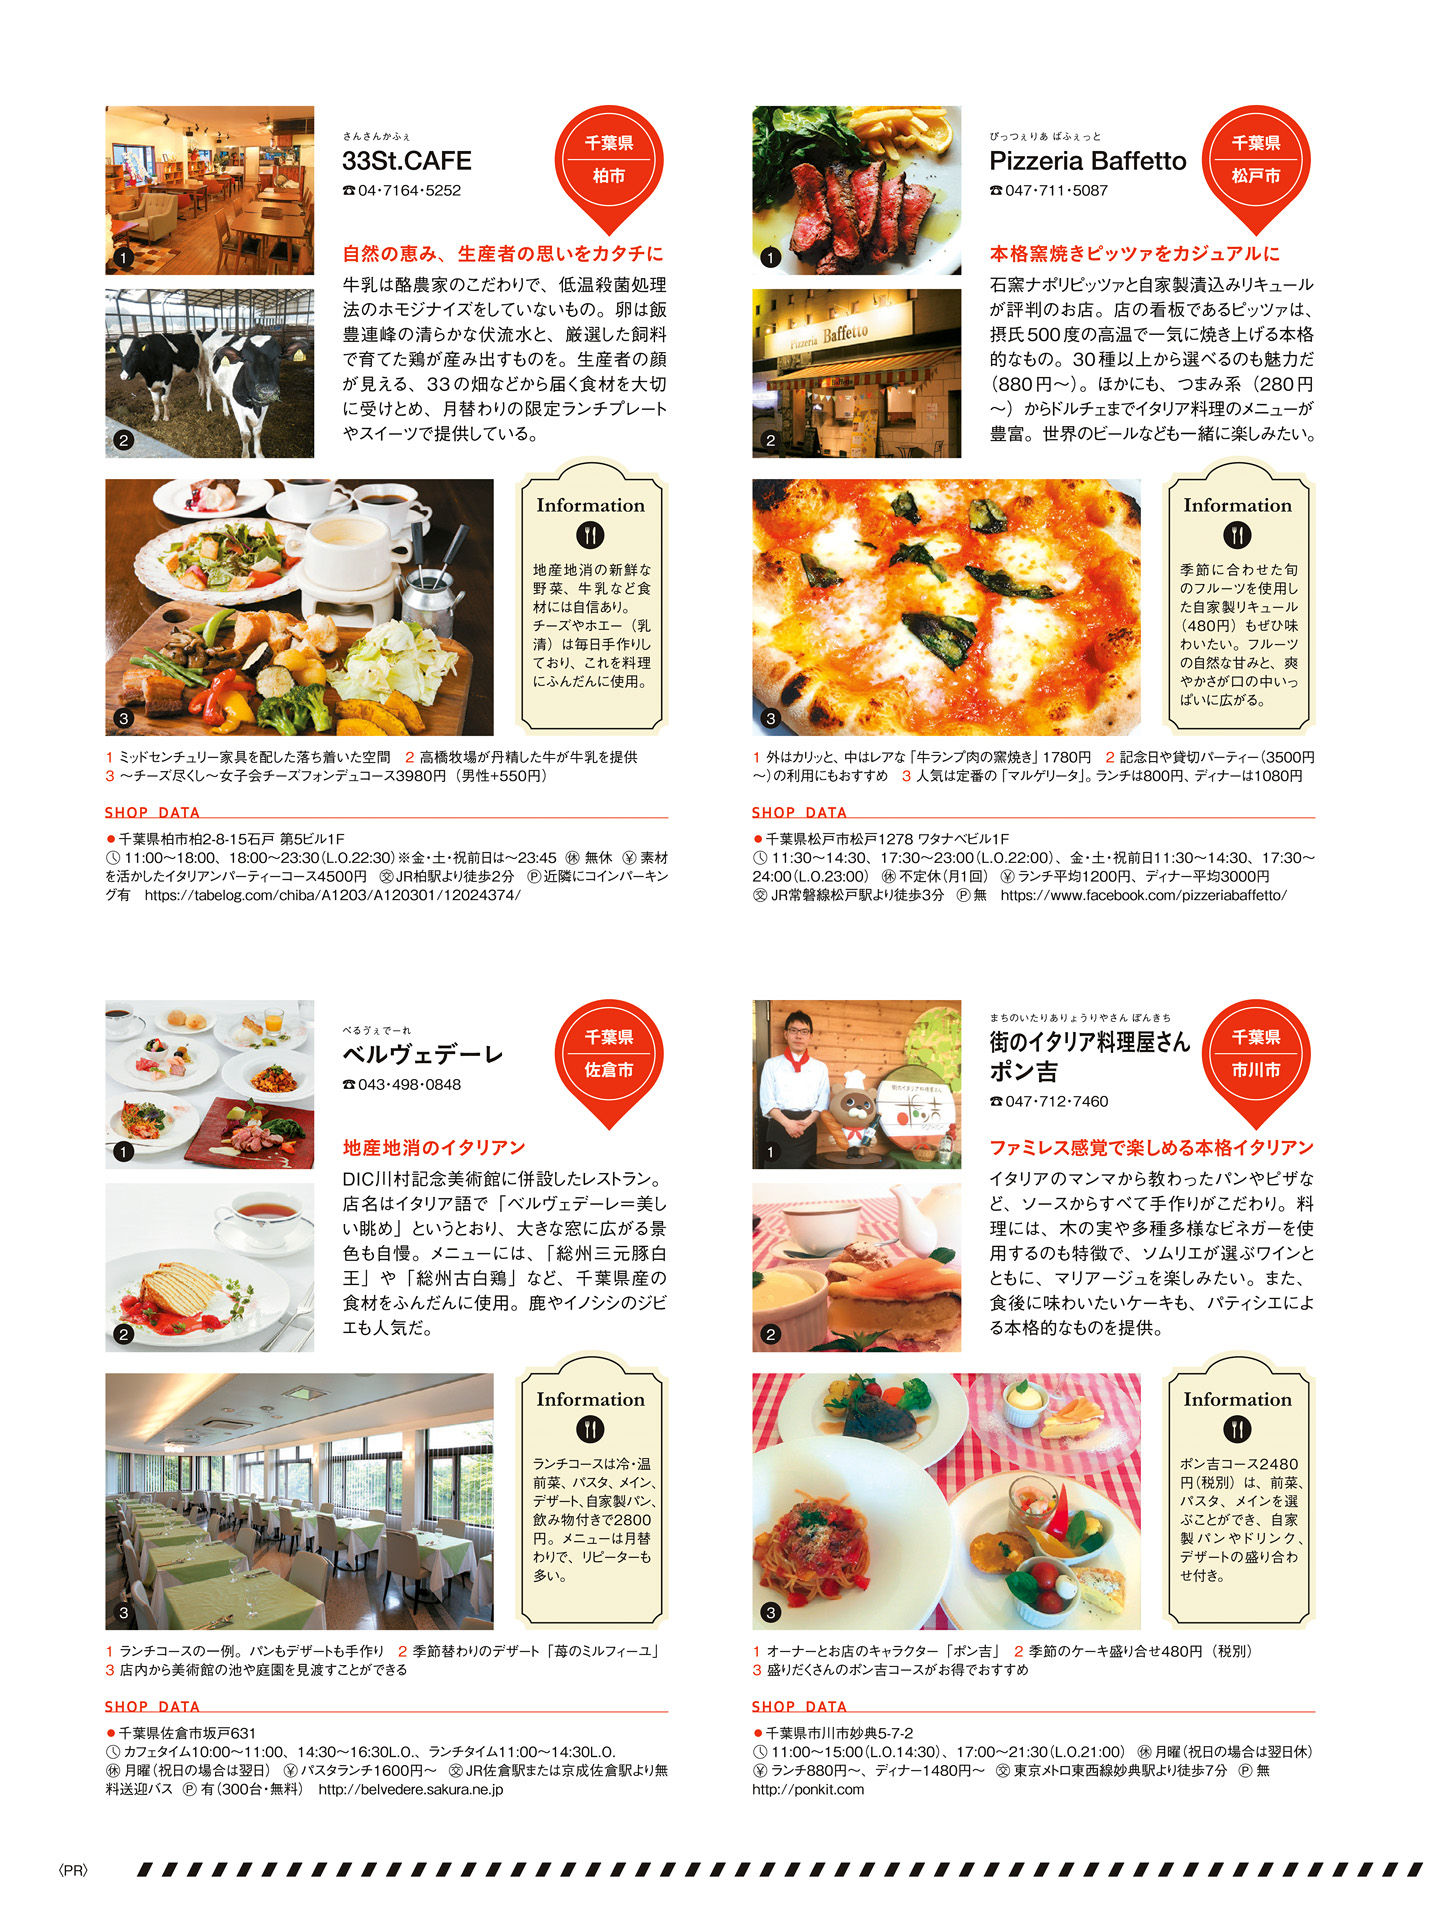 さんさんかふぇ
33St.CAFE
☎04・7164・5252
千葉県
柏市
自然の恵み、生産者の思いをカタチに
牛乳は酪農家のこだわりで、低温殺菌処理
法のホモジナイズをしていないもの。卵は飯
豊連峰の清らかな伏流水と、厳選した飼料
で育てた鶏が産み出すものを。生産者の顔
が見える、33の畑などから届く食材を大切
に受けとめ、月替わりの限定ランチプレート
やスイーツで提供している。
1
2
3
Information
地産地消の新鮮な
野菜、牛乳など食
材には自信あり。
チーズやホエー（乳
清）は毎日手作りし
ており、これを料理
にふんだんに使用。
1 ミッドセンチュリー家具を配した落ち着いた空間　2 高橋牧場が丹精した牛が牛乳を提供
3 〜チーズ尽くし〜女子会チーズフォンデュコース3980円（男性+550円）
SHOP DATA
●千葉県柏市柏2-8-15石戸 第5ビル1F
11:00〜18:00、18:00〜23:30（L.O.22:30）※金・土・祝前日は〜23:45 ㊡ 無休 ￥素材
を活かしたイタリアンパーティーコース4500円 交JR柏駅より徒歩2分 Ⓟ近隣にコインパーキン
グ有　https://tabelog.com/chiba/A1203/A120301/12024374/
ぴっつぇりあ ばふぇっと
Pizzeria Baffetto
☎047・711・5087
千葉県
松戸市
本格窯焼きピッツァをカジュアルに
石窯ナポリピッツァと自家製漬込みリキュール
が評判のお店。店の看板であるピッツァは、
摂氏500度の高温で一気に焼き上げる本格
的なもの。30種以上から選べるのも魅力だ
（880円〜）。ほかにも、つまみ系（280円
〜）からドルチェまでイタリア料理のメニューが
豊富。世界のビールなども一緒に楽しみたい。
1
Pizzeria Baffetto
2
3
Information
季節に合わせた旬
のフルーツを使用し
た自家製リキュール
（480円）もぜひ味
わいたい。フルーツ
の自然な甘みと、爽
やかさが口の中いっ
ぱいに広がる。
1 外はカリッと、中はレアな「牛ランプ肉の窯焼き」1780円　2 記念日や貸切パーティー（3500円
〜）の利用にもおすすめ　3 人気は定番の「マルゲリータ」。ランチは800円、ディナーは1080円
SHOP DATA
●千葉県松戸市松戸1278 ワタナベビル1F
11:30〜14:30、17:30〜23:00（L.O.22:00）、金・土・祝前日11:30〜14:30、17:30〜
24:00（L.O.23:00） ㊡ 不定休（月1回） ￥ランチ平均1200円、ディナー平均3000円
交 JR常磐線松戸駅より徒歩3分 Ⓟ無　https://www.facebook.com/pizzeriabaffetto/
べるゔぇでーれ
ベルヴェデーレ
☎043・498・0848
千葉県
佐倉市
地産地消のイタリアン
DIC川村記念美術館に併設したレストラン。
店名はイタリア語で「ベルヴェデーレ＝美し
い眺め」というとおり、大きな窓に広がる景
色も自慢。メニューには、「総州三元豚白
王」や「総州古白鶏」など、千葉県産の
食材をふんだんに使用。鹿やイノシシのジビ
エも人気だ。
1
2
3
Information
ランチコースは冷・温
前菜、パスタ、メイン、
デザート、自家製パン、
飲み物付きで2800
円。メニューは月替
わりで、リピーターも
多い。
1 ランチコースの一例。パンもデザートも手作り　2 季節替わりのデザート「苺のミルフィーユ」
3 店内から美術館の池や庭園を見渡すことができる
SHOP DATA
●千葉県佐倉市坂戸631
カフェタイム10:00〜11:00、14:30〜16:30L.O.、ランチタイム11:00〜14:30L.O.
㊡ 月曜（祝日の場合は翌日） ￥パスタランチ1600円〜 交JR佐倉駅または京成佐倉駅より無
料送迎バス Ⓟ 有（300台・無料）　http://belvedere.sakura.ne.jp
まちのいたりありょうりやさん ぽんきち
街のイタリア料理屋さん
ポン吉
☎047・712・7460
千葉県
市川市
ファミレス感覚で楽しめる本格イタリアン
イタリアのマンマから教わったパンやピザな
ど、ソースからすべて手作りがこだわり。料
理には、木の実や多種多様なビネガーを使
用するのも特徴で、ソムリエが選ぶワインと
ともに、マリアージュを楽しみたい。また、
食後に味わいたいケーキも、パティシエによ
る本格的なものを提供。
街のイタリア料理屋さん
1
2
3
Information
ポン吉コース2480
円（税別）は、前菜、
パスタ、メインを選
ぶことができ、自家
製パンやドリンク、
デザートの盛り合わ
せ付き。
1 オーナーとお店のキャラクター「ポン吉」　2 季節のケーキ盛り合せ480円（税別）
3 盛りだくさんのポン吉コースがお得でおすすめ
SHOP DATA
●千葉県市川市妙典5-7-2
11:00〜15:00（L.O.14:30）、17:00〜21:30（L.O.21:00） ㊡ 月曜（祝日の場合は翌日休）
￥ ランチ880円〜、ディナー1480円〜 交 東京メトロ東西線妙典駅より徒歩7分 Ⓟ 無
http://ponkit.com
〈PR〉